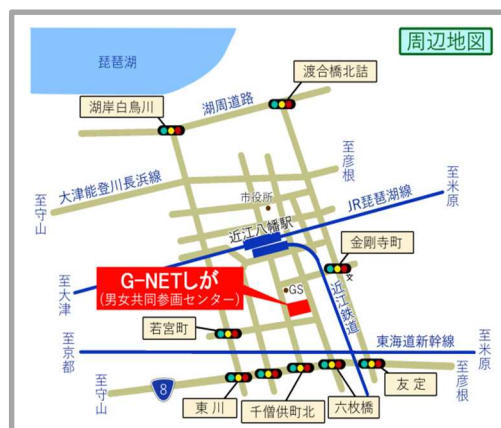 周辺地図
琵琶湖
渡合橋北詰
湖岸白鳥川
湖周道路
至彦根
至米原
大津能登川長浜線
市役所
至守山
JR琵琶湖線
近江八幡駅
金剛寺町
文
G-NETしが
(男女共同参画センター)
GS
至大津
近江鉄道
若宮町
東海道新幹線
至京都
至米原
至守山
8
至彦根
東川
千僧供町北
六枚橋
友定